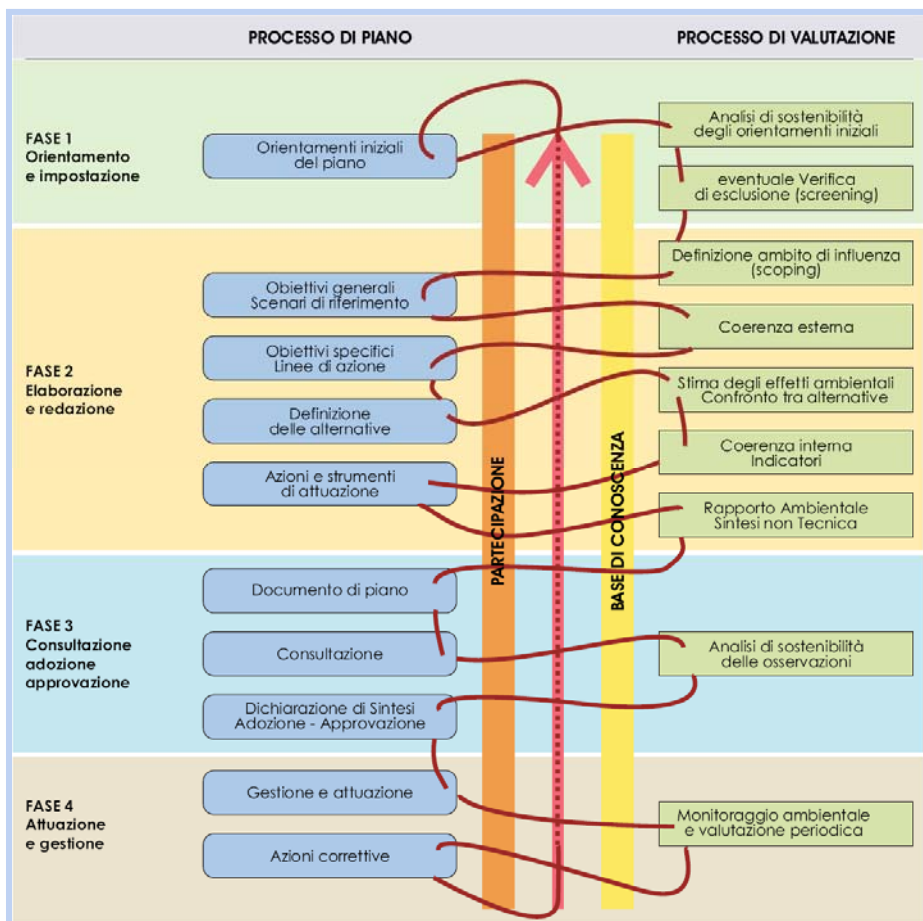 PROCESSO DI PIANO
PROCESSO DI VALUTAZIONE
FASE 1
Orientamento
e impostazione
Orientamenti iniziali
del piano
Analisi di sostenibilità
degli orientamenti iniziali
eventuale Verifica
di esclusione (screening)
FASE 2
Elaborazione
e redazione
Obiettivi generali
Scenari di riferimento
Obiettivi specifici
Linee di azione
Definizione
delle alternative
Azioni e strumenti
di attuazione
Definizione ambito di influenza
(scoping)
Coerenza esterna
Stima degli effetti ambientali
Confronto tra alternative
Coerenza interna
Indicatori
Rapporto Ambientale
Sintesi non Tecnica
PARTECIPAZIONE
BASE DI CONOSCENZA
FASE 3
Consultazione
adozione
approvazione
Documento di piano
Consultazione
Dichiarazione di Sintesi
Adozione - Approvazione
Analisi di sostenibilità
delle osservazioni
FASE 4
Attuazione
e gestione
Gestione e attuazione
Azioni correttive
Monitoraggio ambientale
e valutazione periodica